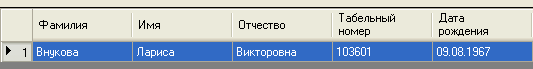 Фамилия Имя Отчество Табельный номер Дата рождения
1 Внукова Лариса Викторовна 103601 09.08.1967